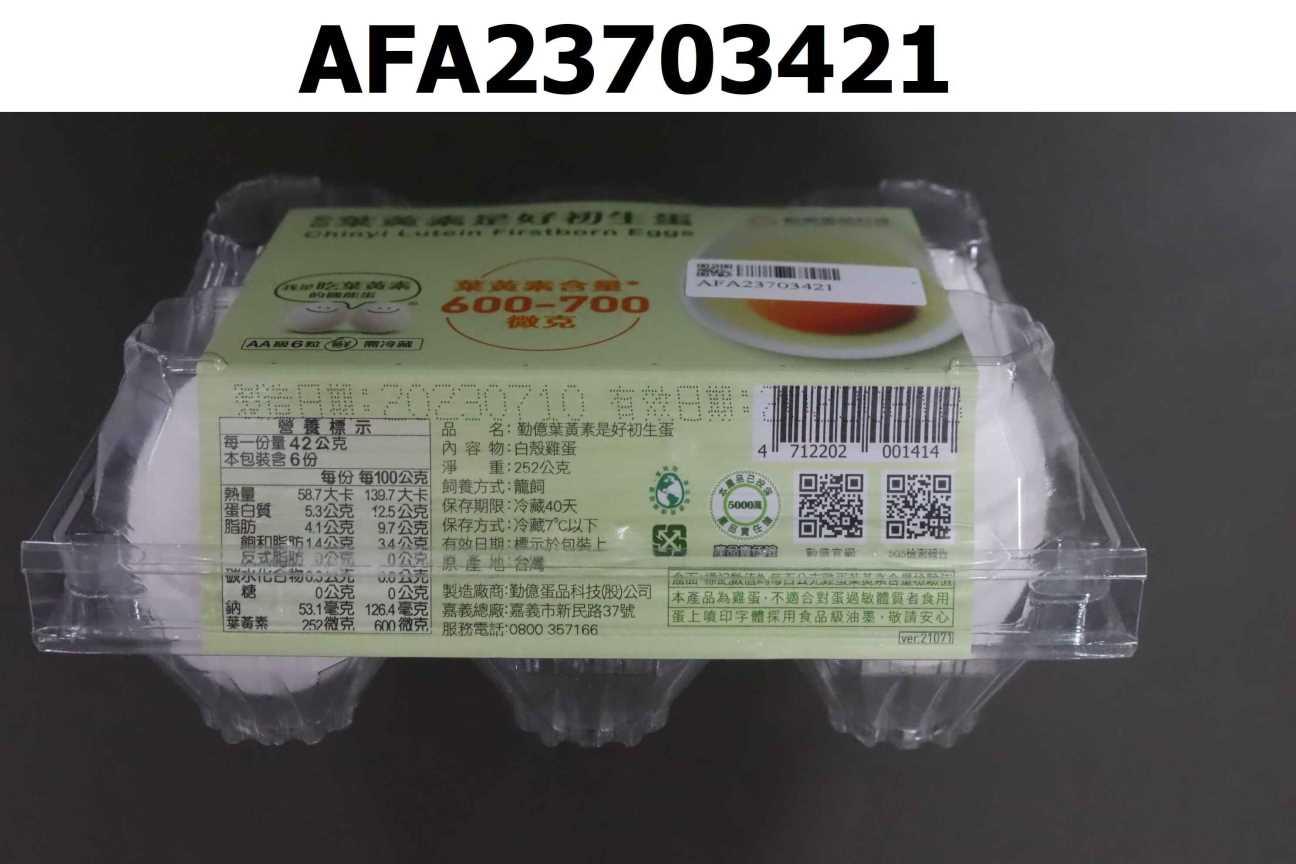 AFA23703421
葉黃素是好初生蛋
Chinyi Lutein Firstborn Eggs
我是吃葉黃素
的機能蛋
葉黃素含量*
600-700
微克
AFA23703421
AA級6粒 鮮 需冷藏
製造日期:20230710 有效日期:
營養標示
每一份量42公克
本包裝含6份
每份 每100公克
熱量 58.7大卡 139.7大卡
蛋白質 5.3公克 12.5公克
脂肪 4.1公克 9.7公克
飽和脂肪 1.4公克 3.4公克
反式脂肪 0公克 0公克
碳水化合物 0.3公克 0.6公克
糖 0公克 0公克
鈉 53.1毫克 126.4毫克
葉黃素 252微克 600微克
品 名:勤億葉黃素是好初生蛋
內 容 物:白殼雞蛋
淨 重:252公克
飼養方式:籠飼
保存期限:冷藏40天
保存方式:冷藏7℃以下
有效日期:標示於包裝上
原 產 地:台灣
製造廠商:勤億蛋品科技(股)公司
嘉義總廠:嘉義市新民路37號
服務電話:0800 357166
4 712202 001414
本產品已投保
5000萬
產品責任險
勤億官網
SGS檢測報告
本產品為雞蛋,不適合對蛋過敏體質者食用
蛋上噴印字體採用食品級油墨,敬請安心
ver.21071